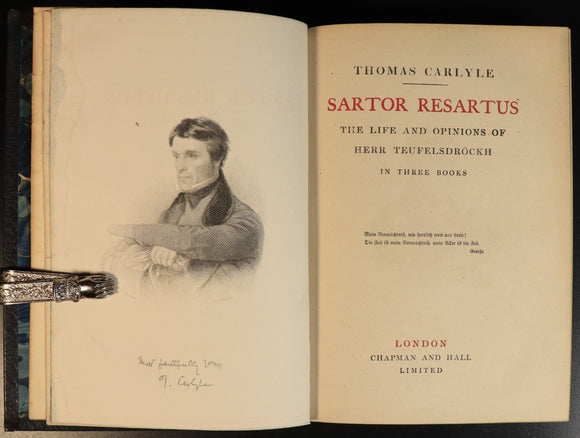 Most faithfully yours
T. Carlyle
THOMAS CARLYLE
SARTOR RESARTUS
THE LIFE AND OPINIONS OF
HERR TEUFELSDRÖCKH
IN THREE BOOKS
Mein Vermächtniß, wie herrlich weit und breit!
Die Zeit ist mein Vermächtniß, mein Acker ist die Zeit.
Goethe
LONDON
CHAPMAN AND HALL
LIMITED